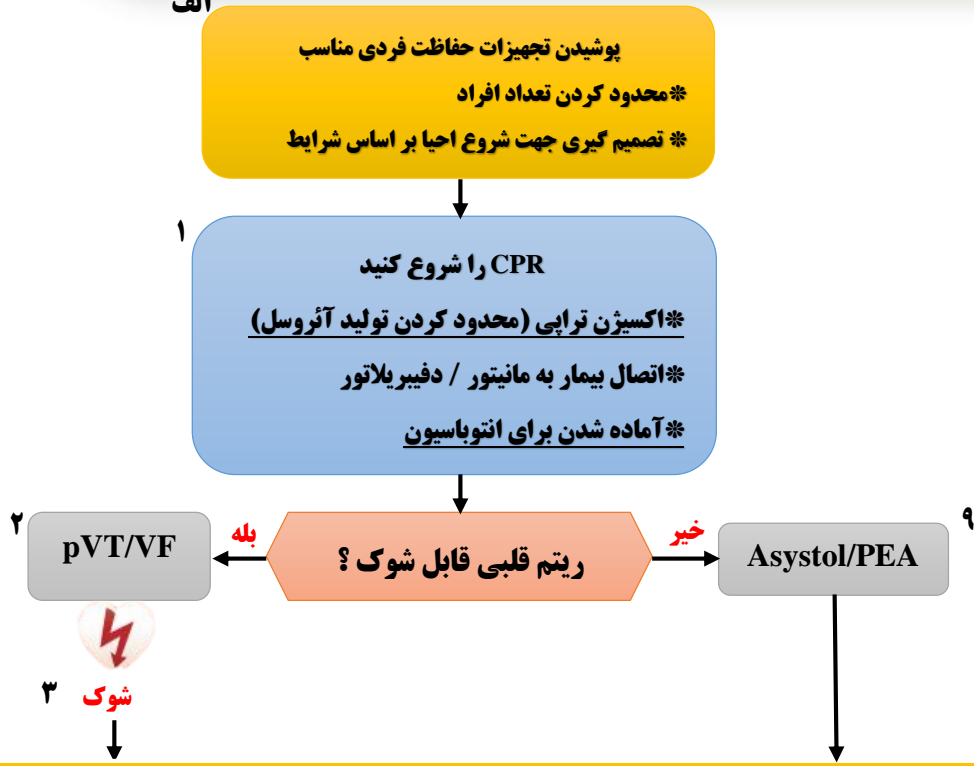 الف
پوشیدن تجهیزات حفاظت فردی مناسب
*محدود کردن تعداد افراد
* تصمیم گیری جهت شروع احیا بر اساس شرایط
۱
CPR را شروع کنید
*اکسیژن تراپی (محدود کردن تولید آئروسل)
*اتصال بیمار به مانیتور / دفیبریلاتور
*آماده شدن برای انتوباسیون
ریتم قلبی قابل شوک ؟
بله
خیر
۲
pVT/VF
۹
Asystol/PEA
۳
شوک